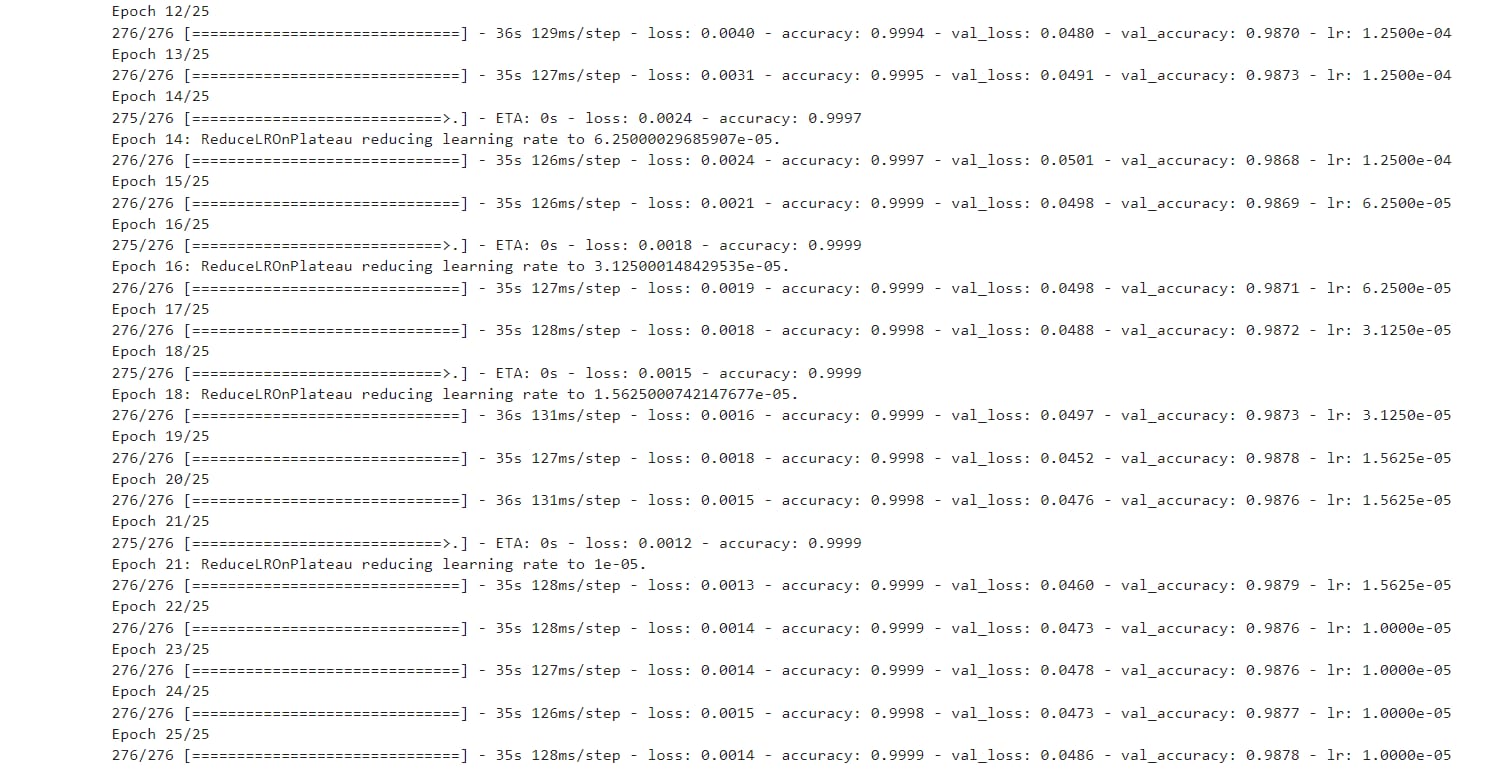 Epoch 12/25
276/276 [==============================] - 36s 129ms/step - loss: 0.0040 - accuracy: 0.9994 - val_loss: 0.0480 - val_accuracy: 0.9870 - lr: 1.2500e-04
Epoch 13/25
276/276 [==============================] - 35s 127ms/step - loss: 0.0031 - accuracy: 0.9995 - val_loss: 0.0491 - val_accuracy: 0.9873 - lr: 1.2500e-04
Epoch 14/25
275/276 [============================>.] - ETA: 0s - loss: 0.0024 - accuracy: 0.9997
Epoch 14: ReduceLROnPlateau reducing learning rate to 6.25000029685907e-05.
276/276 [==============================] - 35s 126ms/step - loss: 0.0024 - accuracy: 0.9997 - val_loss: 0.0501 - val_accuracy: 0.9868 - lr: 1.2500e-04
Epoch 15/25
276/276 [==============================] - 35s 126ms/step - loss: 0.0021 - accuracy: 0.9999 - val_loss: 0.0498 - val_accuracy: 0.9869 - lr: 6.2500e-05
Epoch 16/25
275/276 [============================>.] - ETA: 0s - loss: 0.0018 - accuracy: 0.9999
Epoch 16: ReduceLROnPlateau reducing learning rate to 3.125000148429535e-05.
276/276 [==============================] - 35s 127ms/step - loss: 0.0019 - accuracy: 0.9999 - val_loss: 0.0498 - val_accuracy: 0.9871 - lr: 6.2500e-05
Epoch 17/25
276/276 [==============================] - 35s 128ms/step - loss: 0.0018 - accuracy: 0.9998 - val_loss: 0.0488 - val_accuracy: 0.9872 - lr: 3.1250e-05
Epoch 18/25
275/276 [============================>.] - ETA: 0s - loss: 0.0015 - accuracy: 0.9999
Epoch 18: ReduceLROnPlateau reducing learning rate to 1.5625000742147677e-05.
276/276 [==============================] - 36s 131ms/step - loss: 0.0016 - accuracy: 0.9999 - val_loss: 0.0497 - val_accuracy: 0.9873 - lr: 3.1250e-05
Epoch 19/25
276/276 [==============================] - 35s 127ms/step - loss: 0.0018 - accuracy: 0.9998 - val_loss: 0.0452 - val_accuracy: 0.9878 - lr: 1.5625e-05
Epoch 20/25
276/276 [==============================] - 36s 131ms/step - loss: 0.0015 - accuracy: 0.9998 - val_loss: 0.0476 - val_accuracy: 0.9876 - lr: 1.5625e-05
Epoch 21/25
275/276 [============================>.] - ETA: 0s - loss: 0.0012 - accuracy: 0.9999
Epoch 21: ReduceLROnPlateau reducing learning rate to 1e-05.
276/276 [==============================] - 35s 128ms/step - loss: 0.0013 - accuracy: 0.9999 - val_loss: 0.0460 - val_accuracy: 0.9879 - lr: 1.5625e-05
Epoch 22/25
276/276 [==============================] - 35s 128ms/step - loss: 0.0014 - accuracy: 0.9999 - val_loss: 0.0473 - val_accuracy: 0.9876 - lr: 1.0000e-05
Epoch 23/25
276/276 [==============================] - 35s 127ms/step - loss: 0.0014 - accuracy: 0.9999 - val_loss: 0.0478 - val_accuracy: 0.9876 - lr: 1.0000e-05
Epoch 24/25
276/276 [==============================] - 35s 126ms/step - loss: 0.0015 - accuracy: 0.9998 - val_loss: 0.0473 - val_accuracy: 0.9877 - lr: 1.0000e-05
Epoch 25/25
276/276 [==============================] - 35s 128ms/step - loss: 0.0014 - accuracy: 0.9999 - val_loss: 0.0486 - val_accuracy: 0.9878 - lr: 1.0000e-05